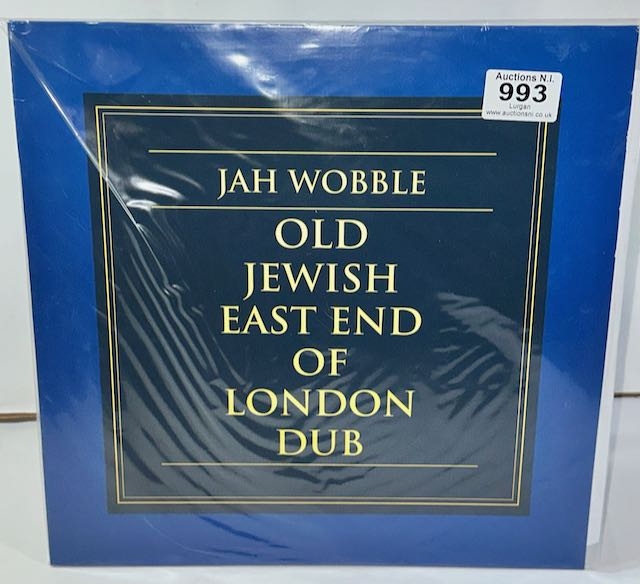 Auctions N.I.
993
Lurgan
www.auctionsni.co.uk
JAH WOBBLE
OLD
JEWISH
EAST END
OF
LONDON
DUB